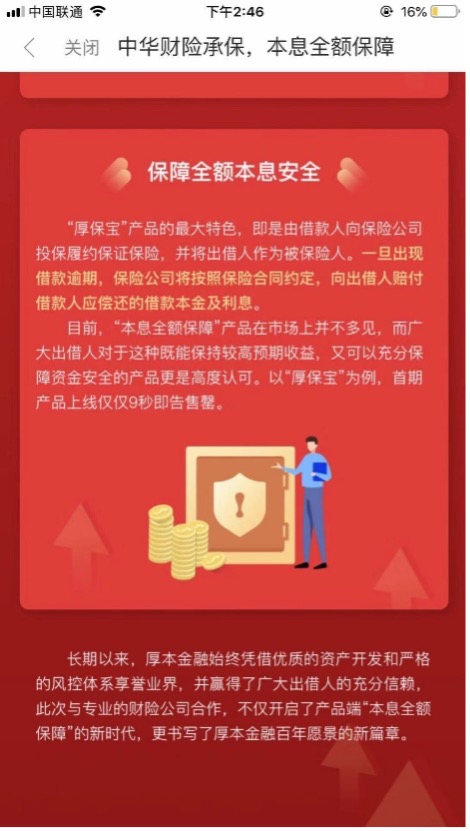 中国联通
下午2:46
16%
关闭
中华财险承保，本息全额保障
保障全额本息安全
“厚保宝”产品的最大特色，即是由借款人向保险公司
投保履约保证保险，并将出借人作为被保险人。一旦出现
借款逾期，保险公司将按照保险合同约定，向出借人赔付
借款人应偿还的借款本金及利息。
目前，“本息全额保障”产品在市场上并不多见，而广
大出借人对于这种既能保持较高预期收益，又可以充分保
障资金安全的产品更是高度认可。以“厚保宝”为例，首期
产品上线仅仅9秒即告售罄。
长期以来，厚本金融始终凭借优质的资产开发和严格
的风控体系享誉业界，并赢得了广大出借人的充分信赖，
此次与专业的财险公司合作，不仅开启了产品端“本息全额
保障”的新时代，更书写了厚本金融百年愿景的新篇章。